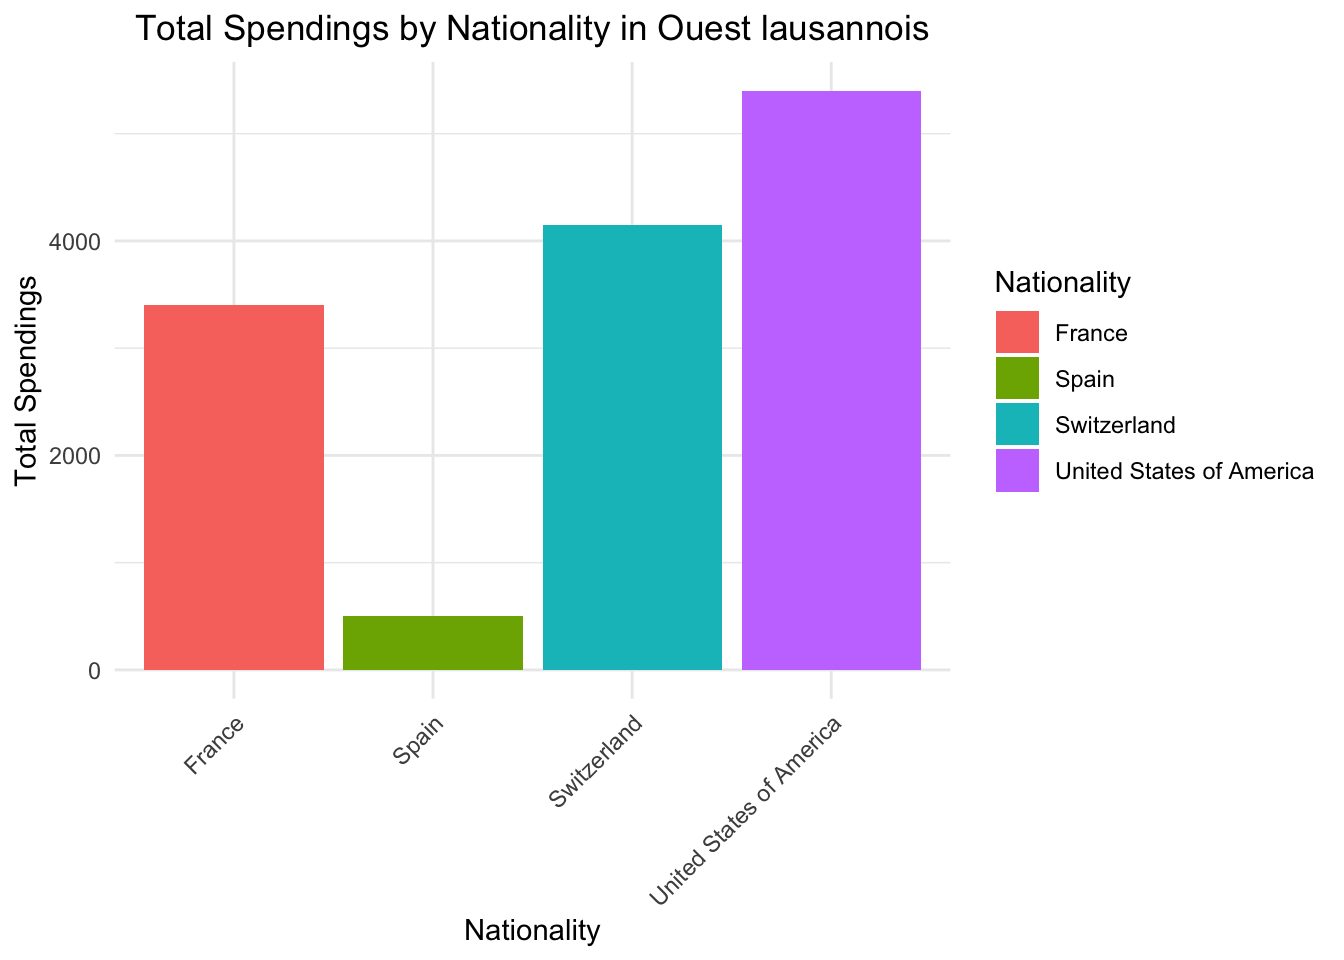 Total Spendings by Nationality in Ouest lausannois
Total Spendings
4000
2000
0
France
Spain
Switzerland
United States of America
Nationality
Nationality
France
Spain
Switzerland
United States of America